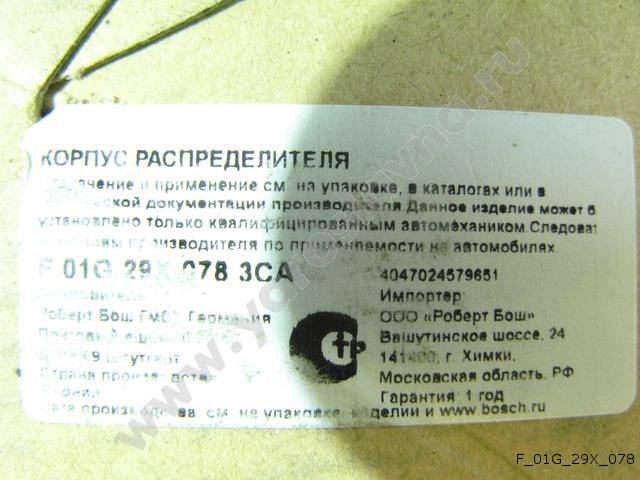 КОРПУС РАСПРЕДЕЛИТЕЛЯ
и применение см. на упаковке, в каталогах или в
документации производителя. Данное изделие может б
установлено только квалифицированным автомехаником. Следоват
производителя по применяемости на автомобилях.
F 01G 29X 078 3CA
4047024579651
Роберт Бош ГмбХ Германия
Штутгарт
Страна
Импортер
ООО «Роберт Бош»
Вашутинское шоссе, 24
г. Химки,
Московская область, РФ
Гарантия: 1 год
Дата производства: см. на упаковке, изделии и www.bosch.ru
www.yarovavna.ru
F_01G_29X_078